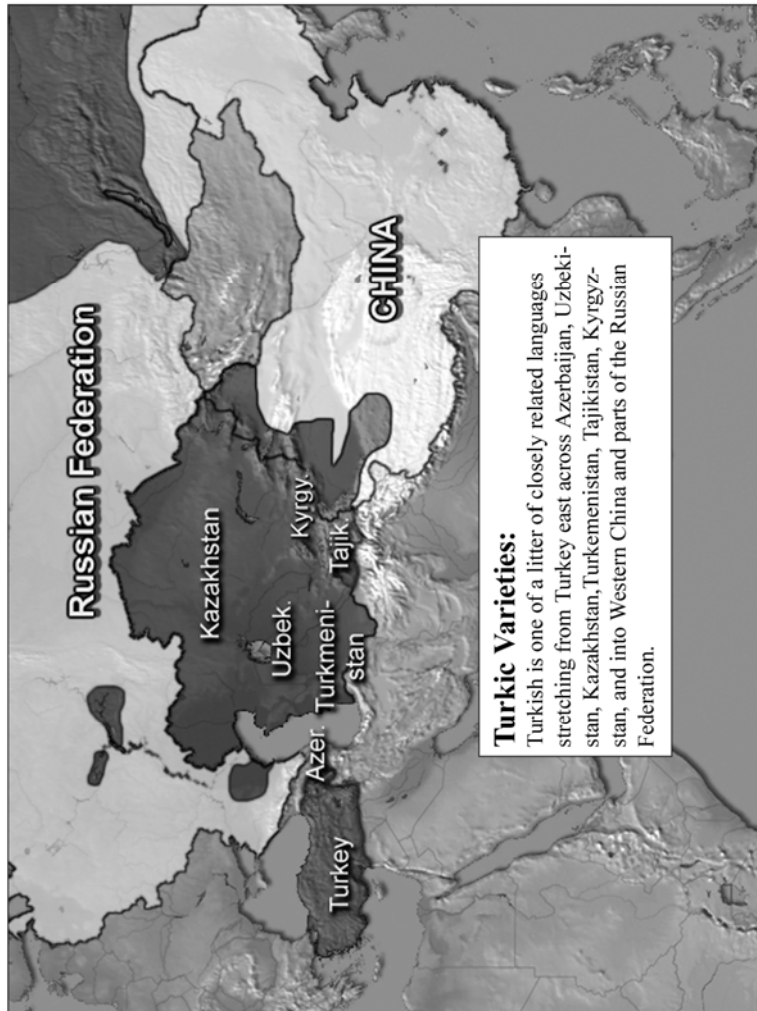 Russian Federation
CHINA
Kazakhstan
Kyrgy.
Uzbek.
Tajik.
Turkmeni-
stan
Azer.
Turkey
Turkic Varieties:
Turkish is one of a litter of closely related languages
stretching from Turkey east across Azerbaijan, Uzbeki-
stan, Kazakhstan,Turkemenistan, Tajikistan, Kyrgyz-
stan, and into Western China and parts of the Russian
Federation.